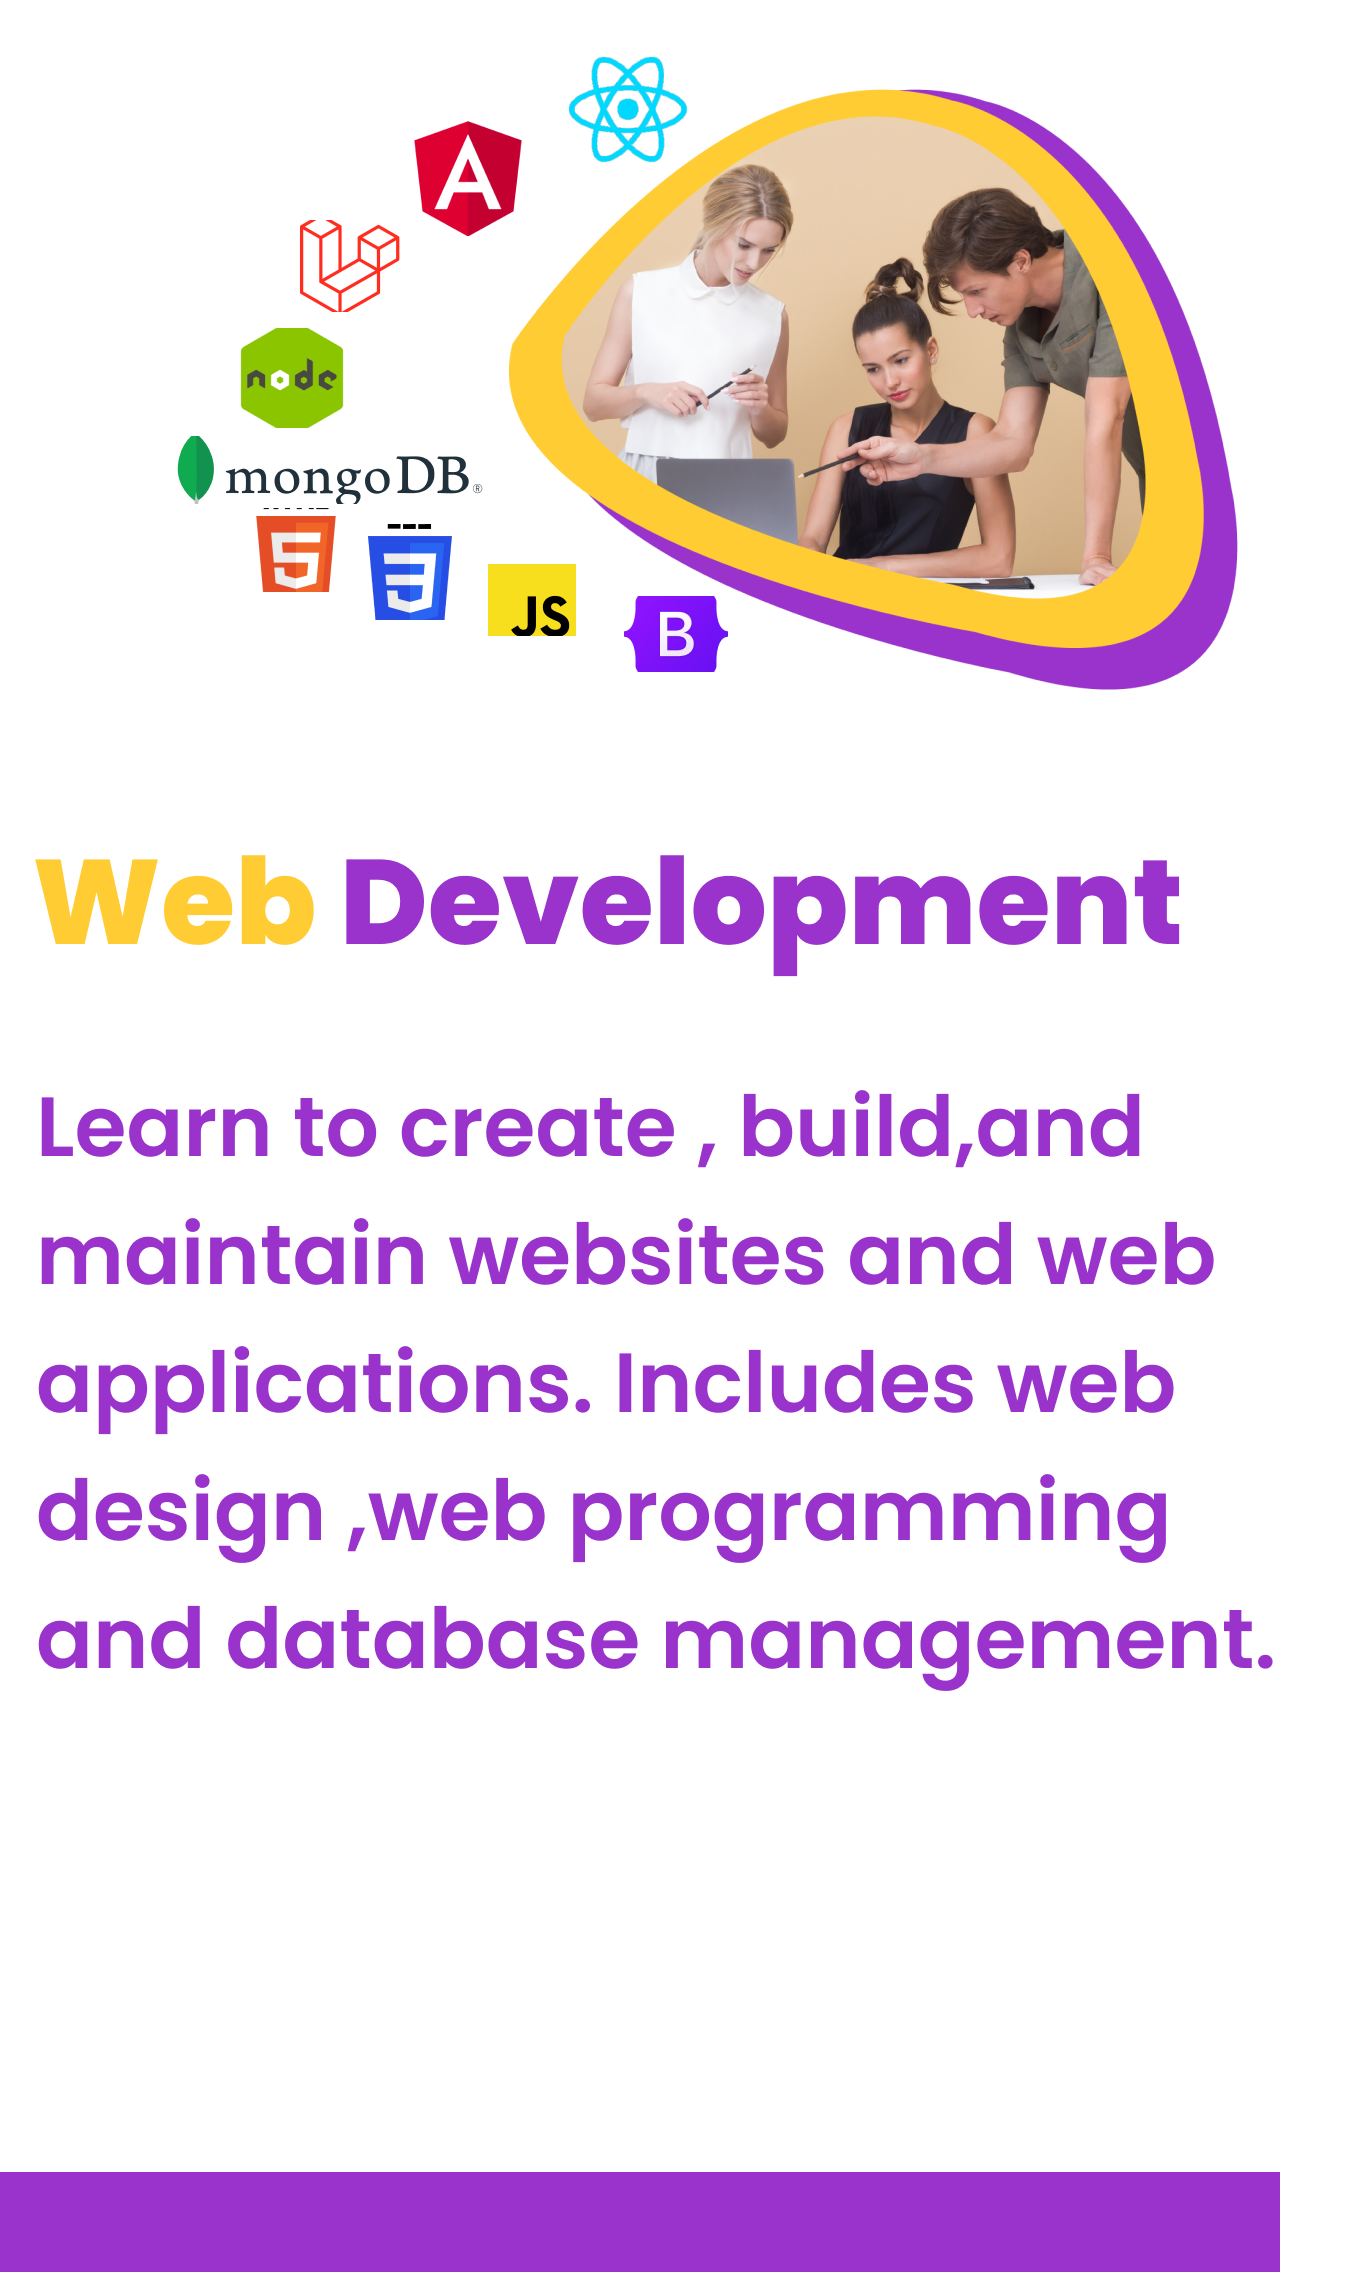 node
mongoDB®
JS
B
Web Development
Learn to create , build,and
maintain websites and web
applications. Includes web
design ,web programming
and database management.